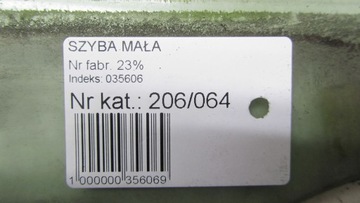 SZYBA MAŁA
Nr fabr. 23%
Indeks: 035606
Nr kat.: 206/064
1 000000 356069